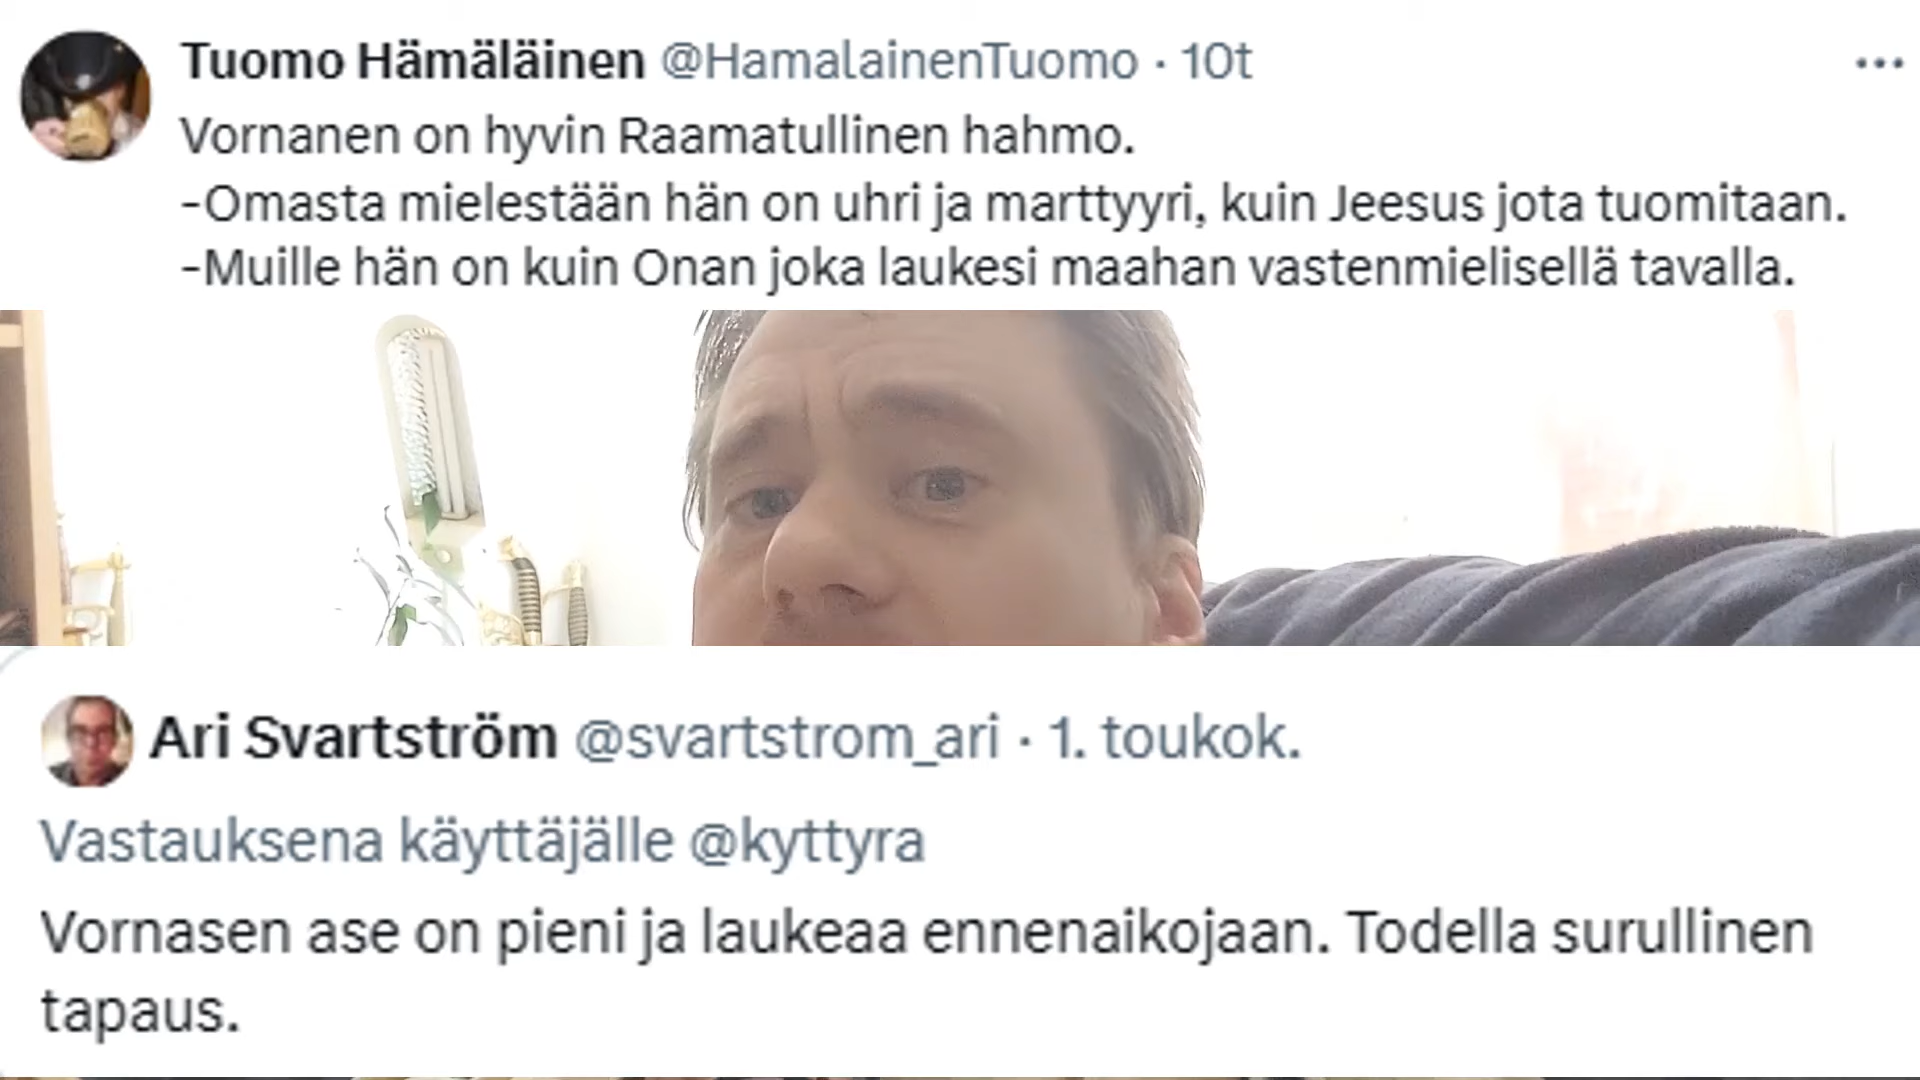 Tuomo Hämäläinen @HamalainenTuomo · 10t
Vornanen on hyvin Raamatullinen hahmo.
-Omasta mielestään hän on uhri ja marttyyri, kuin Jeesus jota tuomitaan.
-Muille hän on kuin Onan joka laukesi maahan vastenmielisellä tavalla.
Ari Svartström @svartstrom_ari · 1. toukok.
Vastauksena käyttäjälle @kyttyra
Vornasen ase on pieni ja laukeaa ennenaikojaan. Todella surullinen
tapaus.